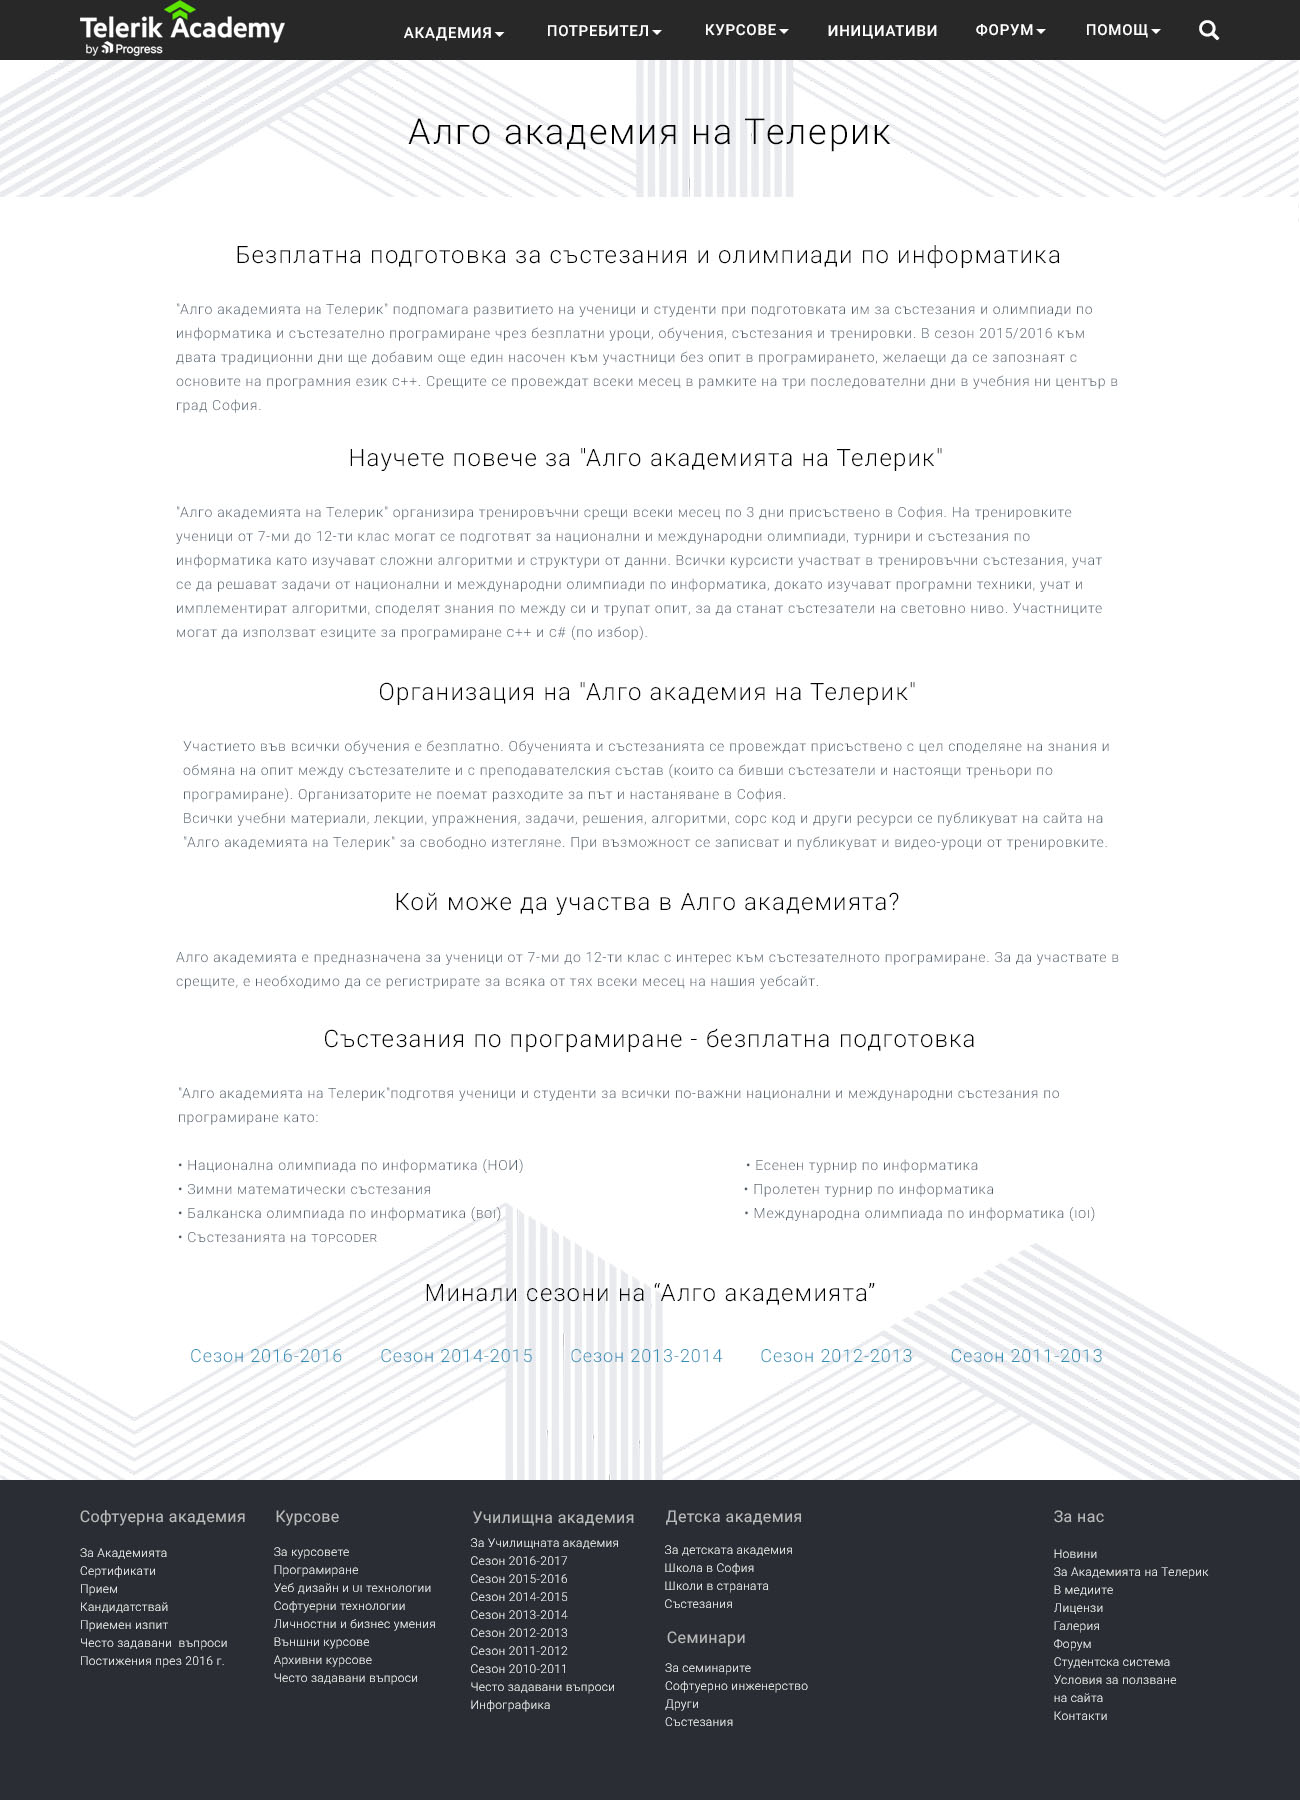 Telerik Academy
by Progress
АКАДЕМИЯ
ПОТРЕБИТЕЛ
КУРСОВЕ
ИНИЦИАТИВИ
ФОРУМ
ПОМОЩ
Алго академия на Телерик
Безплатна подготовка за състезания и олимпиади по информатика
"Алго академията на Телерик" подпомага развитието на ученици и студенти при подготовката им за състезания и олимпиади по
информатика и състезателно програмиране чрез безплатни уроци, обучения, състезания и тренировки. В сезон 2015/2016 към
двата традиционни дни ще добавим още един насочен към участници без опит в програмирането, желаещи да се запознаят с
основите на програмния език C++. Срещите се провеждат всеки месец в рамките на три последователни дни в учебния ни център в
град София.
Научете повече за "Алго академията на Телерик"
"Алго академията на Телерик" организира тренировъчни срещи всеки месец по 3 дни присъствено в София. На тренировките
ученици от 7-ми до 12-ти клас могат се подготвят за национални и международни олимпиади, турнири и състезания по
информатика като изучават сложни алгоритми и структури от данни. Всички курсисти участват в тренировъчни състезания, учат
се да решават задачи от национални и международни олимпиади по информатика, докато изучават програмни техники, учат и
имплементират алгоритми, споделят знания по между си и трупат опит, за да станат състезатели на световно ниво. Участниците
могат да използват езиците за програмиране C++ и C# (по избор).
Организация на "Алго академия на Телерик"
Участието във всички обучения е безплатно. Обученията и състезанията се провеждат присъствено с цел споделяне на знания и
обмяна на опит между състезателите и с преподавателския състав (които са бивши състезатели и настоящи треньори по
програмиране). Организаторите не поемат разходите за път и настаняване в София.
Всички учебни материали, лекции, упражнения, задачи, решения, алгоритми, сорс код и други ресурси се публикуват на сайта на
"Алго академията на Телерик" за свободно изтегляне. При възможност се записват и публикуват и видео-уроци от тренировките.
Кой може да участва в Алго академията?
Алго академията е предназначена за ученици от 7-ми до 12-ти клас с интерес към състезателното програмиране. За да участвате в
срещите, е необходимо да се регистрирате за всяка от тях всеки месец на нашия уебсайт.
Състезания по програмиране - безплатна подготовка
"Алго академията на Телерик"подготвя ученици и студенти за всички по-важни национални и международни състезания по
програмиране като:
• Национална олимпиада по информатика (НОИ)
• Зимни математически състезания
• Балканска олимпиада по информатика (BOI)
• Състезанията на TOPCODER
• Есенен турнир по информатика
• Пролетен турнир по информатика
• Международна олимпиада по информатика (IOI)
Минали сезони на “Алго академията”
Сезон 2016-2016
Сезон 2014-2015
Сезон 2013-2014
Сезон 2012-2013
Сезон 2011-2013
Софтуерна академия
За Академията
Сертификати
Прием
Кандидатствай
Приемен изпит
Често задавани въпроси
Постижения през 2016 г.
Курсове
За курсовете
Програмиране
Уеб дизайн и UI технологии
Софтуерни технологии
Личностни и бизнес умения
Външни курсове
Архивни курсове
Често задавани въпроси
Училищна академия
За Училищната академия
Сезон 2016-2017
Сезон 2015-2016
Сезон 2014-2015
Сезон 2013-2014
Сезон 2012-2013
Сезон 2011-2012
Сезон 2010-2011
Често задавани въпроси
Инфографика
Детска академия
За детската академия
Школа в София
Школи в страната
Състезания
Семинари
За семинарите
Софтуерно инженерство
Други
Състезания
За нас
Новини
За Академията на Телерик
В медиите
Лицензи
Галерия
Форум
Студентска система
Условия за ползване
на сайта
Контакти